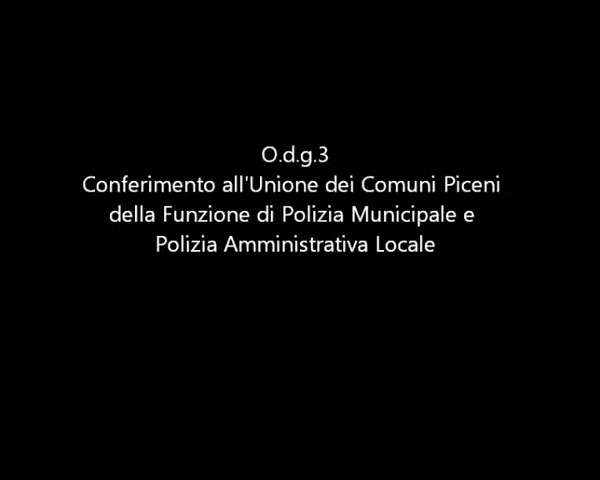 O.d.g.3
Conferimento all'Unione dei Comuni Piceni
della Funzione di Polizia Municipale e
Polizia Amministrativa Locale